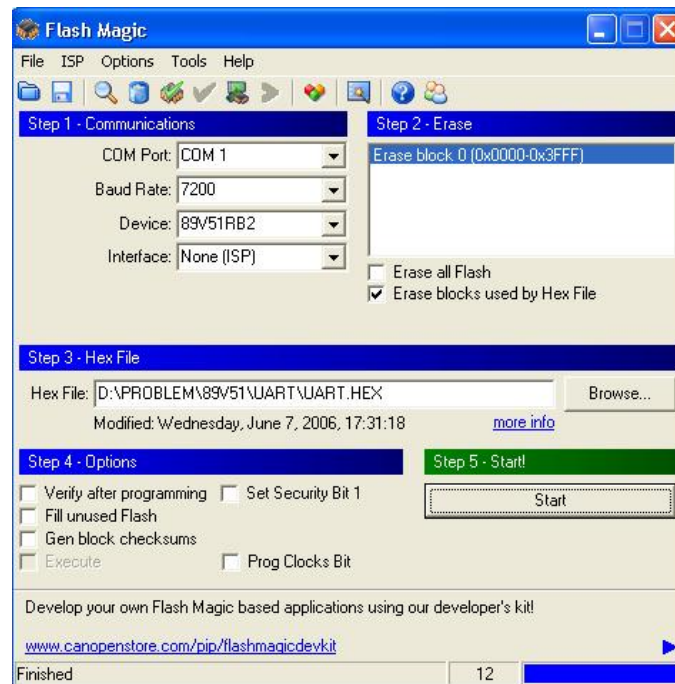 Flash Magic
File ISP Options Tools Help
Step 1 - Communications
COM Port: COM 1
Baud Rate: 7200
Device: 89V51RB2
Interface: None (ISP)
Step 2 - Erase
Erase block 0 (0x0000-0x3FFF)
Erase all Flash
Erase blocks used by Hex File
Step 3 - Hex File
Hex File: D:\PROBLEM\89V51\UART\UART.HEX Browse...
Modified: Wednesday, June 7, 2006, 17:31:18 more info
Step 4 - Options
Verify after programming Set Security Bit 1
Fill unused Flash
Gen block checksums
Execute Prog Clocks Bit
Step 5 - Start!
Start
Develop your own Flash Magic based applications using our developer's kit!
www.canopenstore.com/pip/flashmagicdevkit
Finished 12